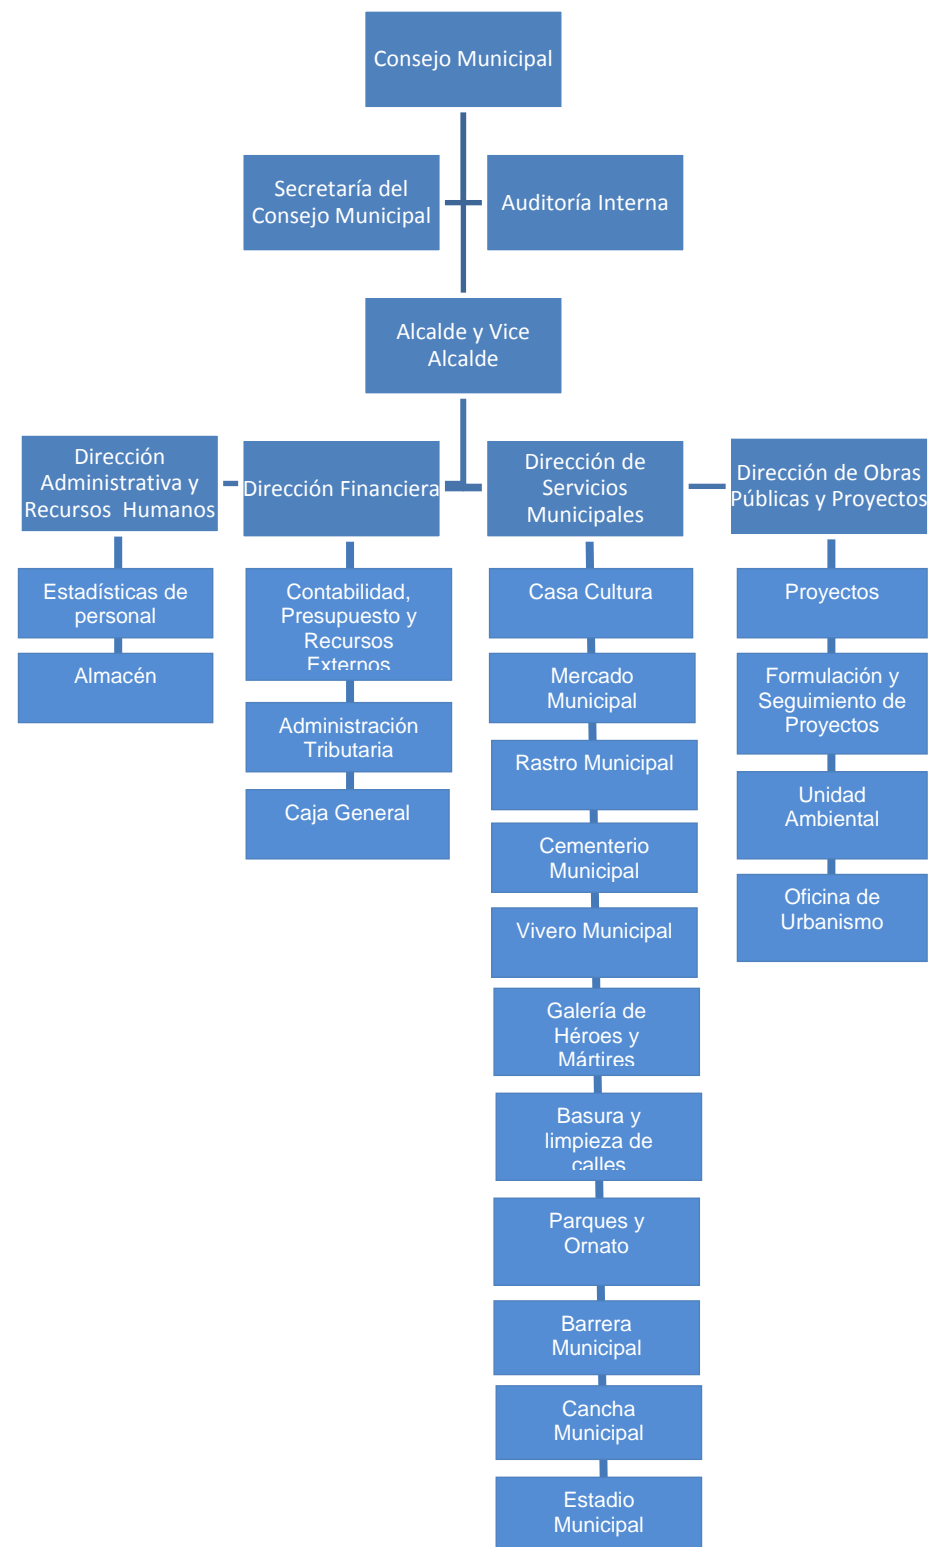 Consejo Municipal
Secretaría del
Consejo Municipal
Auditoría Interna
Alcalde y Vice
Alcalde
Dirección
Administrativa y
Recursos Humanos
Dirección Financiera
Dirección de
Servicios
Municipales
Dirección de Obras
Públicas y Proyectos
Estadísticas de
personal
Almacén
Contabilidad,
Presupuesto y
Recursos
Externos
Administración
Tributaria
Caja General
Casa Cultura
Mercado
Municipal
Rastro Municipal
Cementerio
Municipal
Vivero Municipal
Galería de
Héroes y
Mártires
Basura y
limpieza de
calles
Parques y
Ornato
Barrera
Municipal
Cancha
Municipal
Estadio
Municipal
Proyectos
Formulación y
Seguimiento de
Proyectos
Unidad
Ambiental
Oficina de
Urbanismo